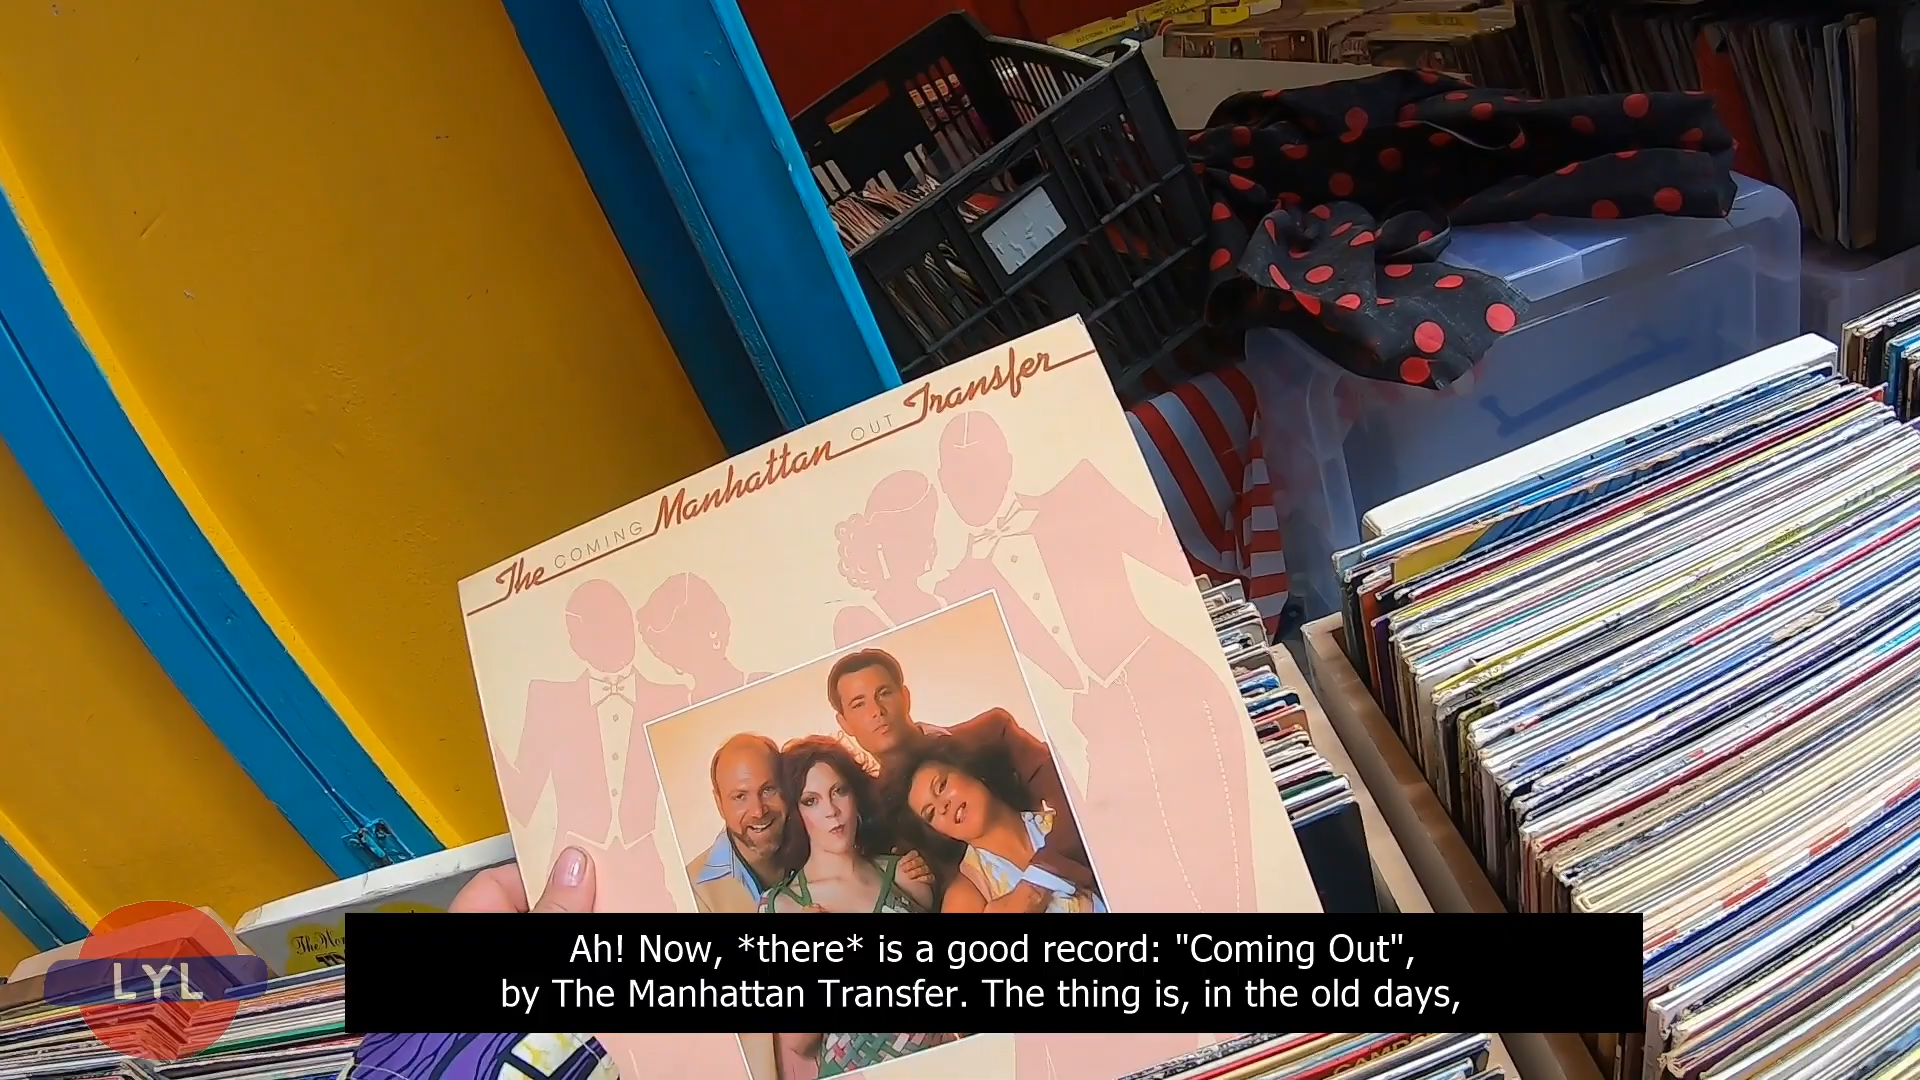 The COMING Manhattan OUT Transfer
The
LYL
Ah! Now, *there* is a good record: "Coming Out",
by The Manhattan Transfer. The thing is, in the old days,